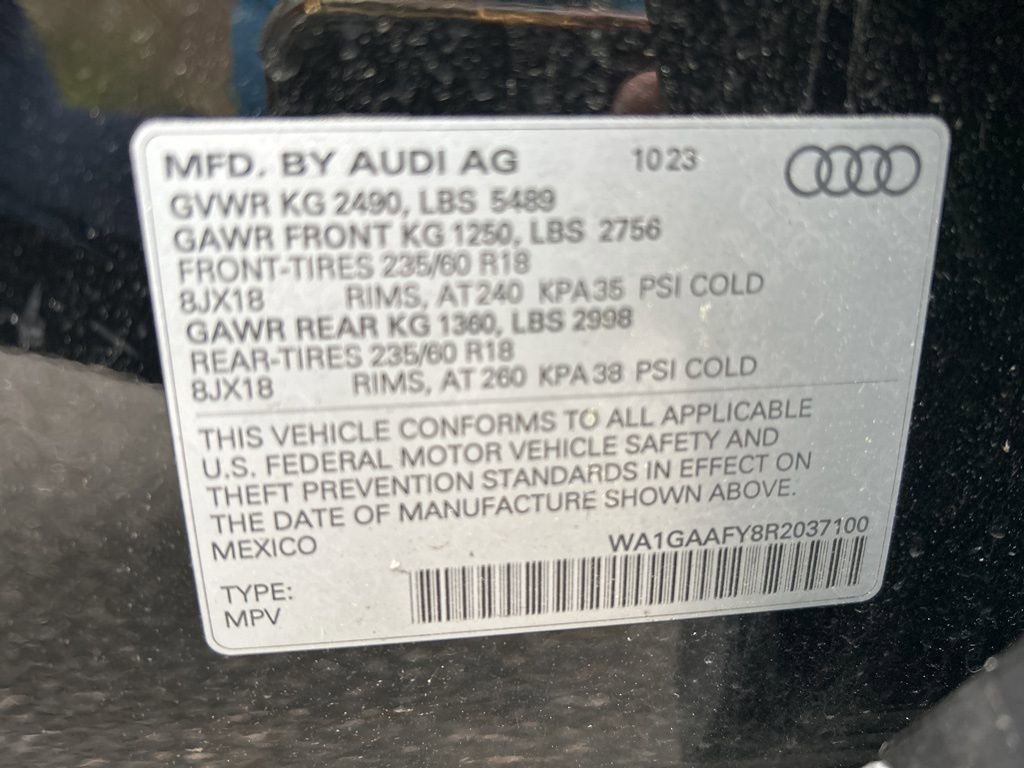 MFD. BY AUDI AG 10 23
GVWR KG 2490, LBS 5489
GAWR FRONT KG 1250, LBS 2756
FRONT-TIRES 235/60 R18
8JX18 RIMS, AT 240 KPA 35 PSI COLD
GAWR REAR KG 1360, LBS 2998
REAR-TIRES 235/60 R18
8JX18 RIMS, AT 260 KPA 38 PSI COLD
THIS VEHICLE CONFORMS TO ALL APPLICABLE
U.S. FEDERAL MOTOR VEHICLE SAFETY AND
THEFT PREVENTION STANDARDS IN EFFECT ON
THE DATE OF MANUFACTURE SHOWN ABOVE.
MEXICO WA1GAAFY8R2037100
TYPE:
MPV